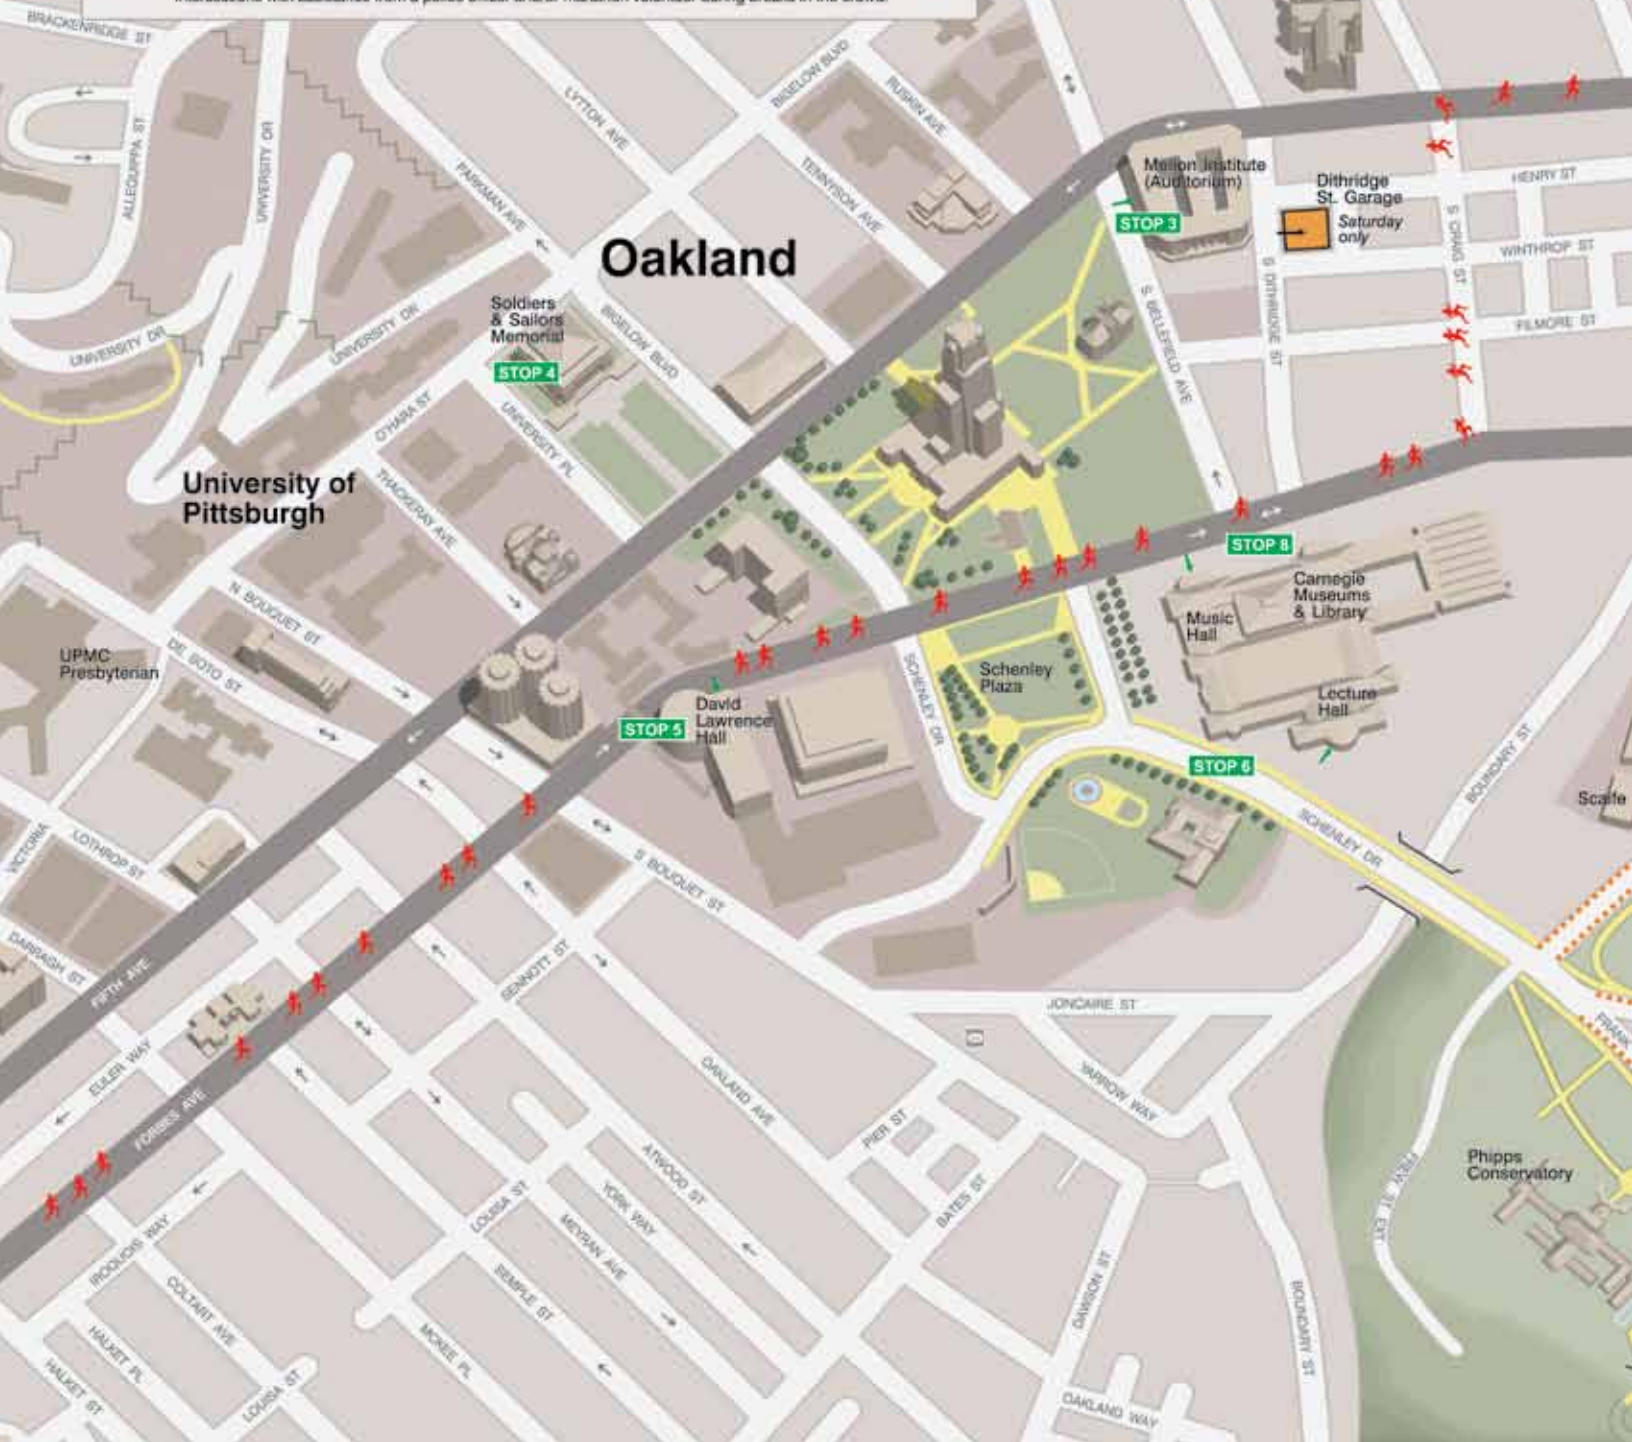 BRACKENRIDGE ST
ALLEQUIPPA ST
UNIVERSITY DR
LYTTON AVE
BIGELOW BLVD
RUSKIN AVE
PARKMAN AVE
TENNYSON AVE
Mellon Institute
(Auditorium)
STOP 3
Dithridge
St. Garage
Saturday
only
HENRY ST
WINTHROP ST
FILMORE ST
S CRAIG ST
S DITHRIDGE ST
S BELLEFIELD AVE
Oakland
Soldiers
& Sailors
Memorial
STOP 4
UNIVERSITY DR
UNIVERSITY DR
BIGELOW BLVD
O'HARA ST
UNIVERSITY PL
THACKERAY AVE
University of
Pittsburgh
N BOUQUET ST
DE SOTO ST
UPMC
Presbyterian
STOP 8
Carnegie
Museums
& Library
Music
Hall
Lecture
Hall
Schenley
Plaza
SCHENLEY DR
David
Lawrence
Hall
STOP 5
STOP 6
SCHENLEY DR
BOUNDARY ST
Scaife
VICTORIA
LOTHROP ST
DARRAGH ST
FIFTH AVE
S BOUQUET ST
SENNOTT ST
JONCAIRE ST
YARROW WAY
FRANK
EULER WAY
FORBES AVE
OAKLAND AVE
PIER ST
ATWOOD ST
BATES ST
YORK WAY
LOUISA ST
MEYRAN AVE
SEMPLE ST
MCKEE PL
IROQUOIS WAY
COLTART AVE
HALKET PL
HALKET ST
LOUISA ST
DAWSON ST
OAKLAND WAY
BOUNDARY ST
FREW ST EXT
Phipps
Conservatory